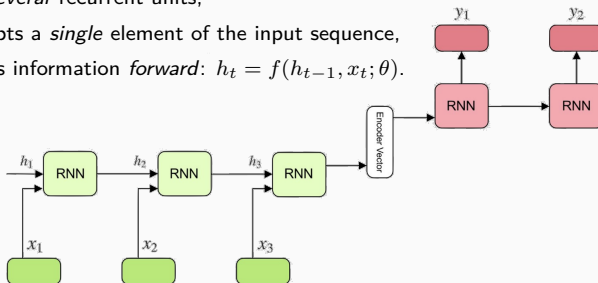 several recurrent units,
y₁ y₂
pts a single element of the input sequence,
s information forward: hₜ = f(hₜ₋₁, xₜ; θ).
RNN RNN
Encoder Vector
h₁ RNN h₂ RNN h₃ RNN
x₁ x₂ x₃